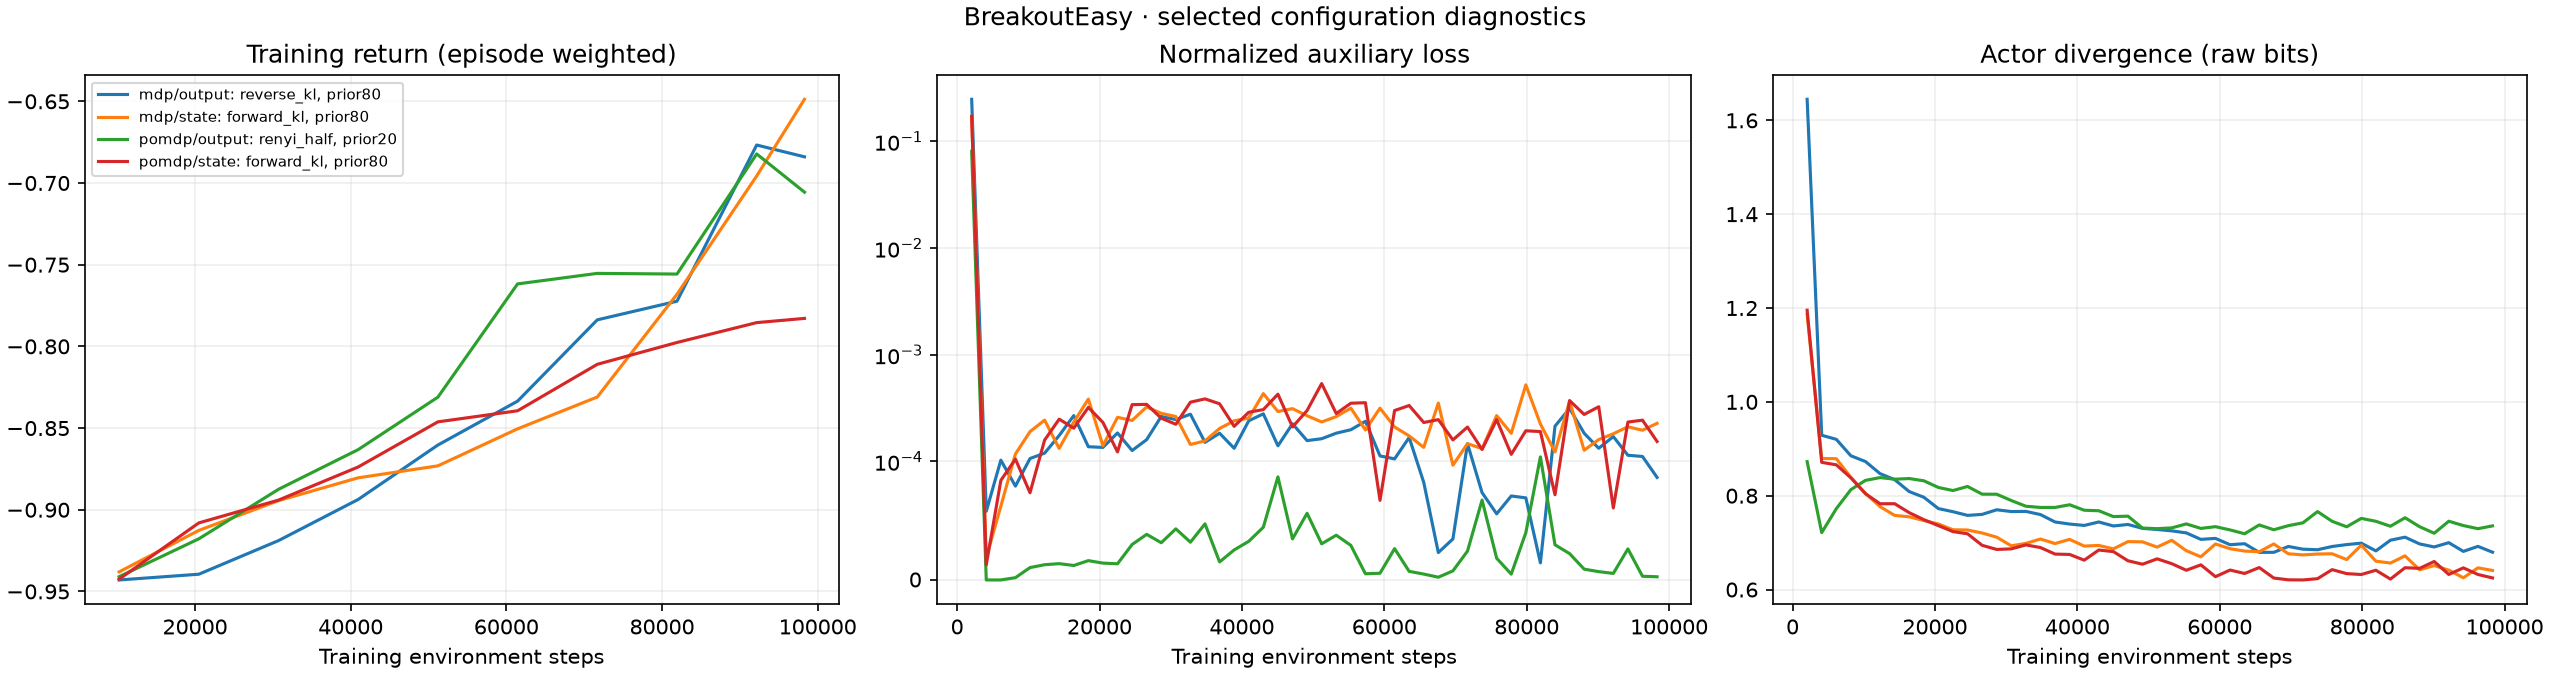 BreakoutEasy · selected configuration diagnostics
Training return (episode weighted)
−0.65
−0.70
−0.75
−0.80
−0.85
−0.90
−0.95
mdp/output: reverse_kl, prior80
mdp/state: forward_kl, prior80
pomdp/output: renyi_half, prior20
pomdp/state: forward_kl, prior80
20000 40000 60000 80000 100000
Training environment steps
Normalized auxiliary loss
10⁻¹
10⁻²
10⁻³
10⁻⁴
0
0 20000 40000 60000 80000 100000
Training environment steps
Actor divergence (raw bits)
1.6
1.4
1.2
1.0
0.8
0.6
0 20000 40000 60000 80000 100000
Training environment steps